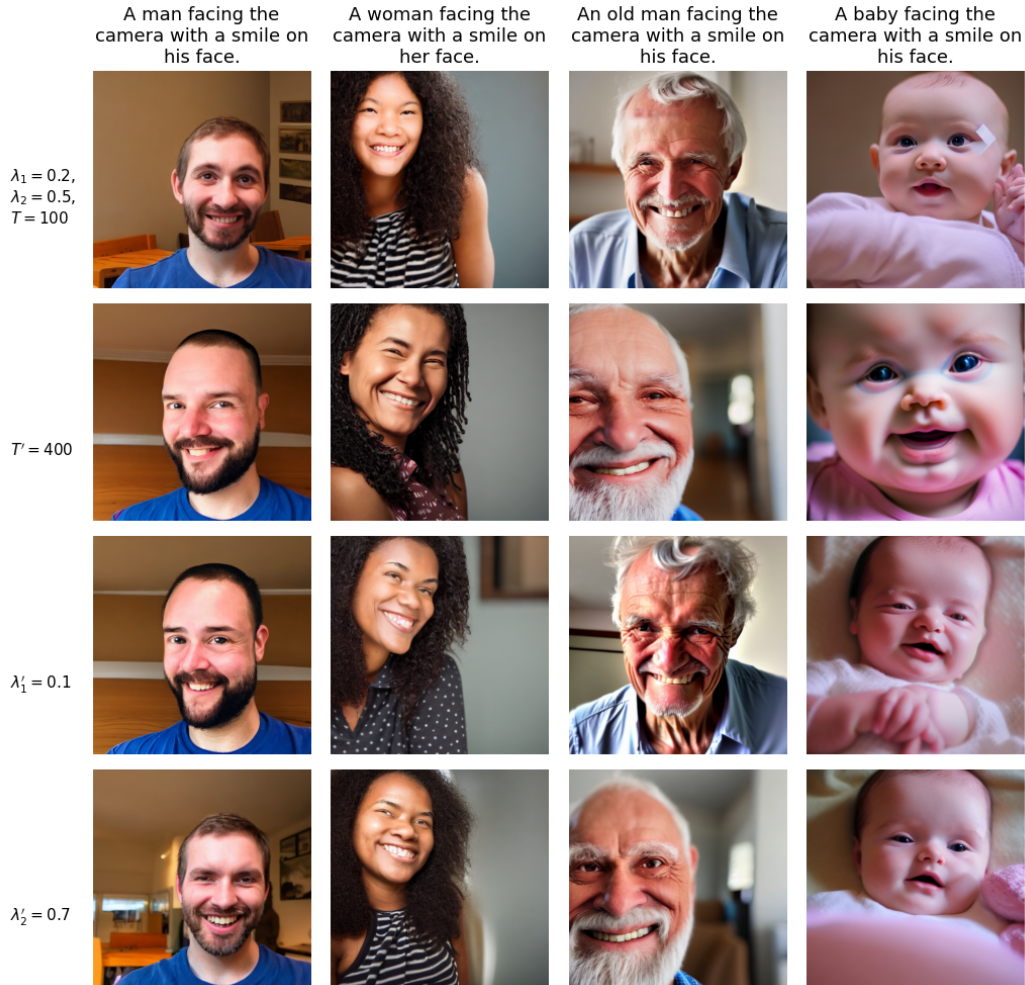 A man facing the
camera with a smile on
his face.
A woman facing the
camera with a smile on
her face.
An old man facing the
camera with a smile on
his face.
A baby facing the
camera with a smile on
his face.
λ₁ = 0.2,
λ₂ = 0.5,
T = 100
T′ = 400
λ′₁ = 0.1
λ′₂ = 0.7